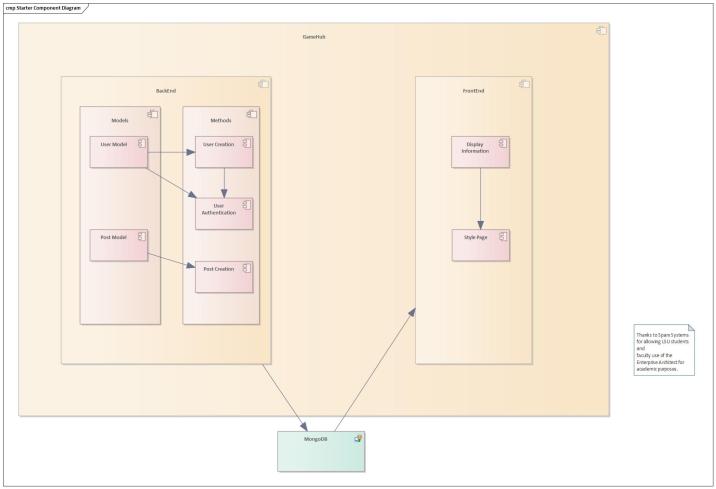 cmp Starter Component Diagram
GameHub
BackEnd
FrontEnd
Models
Methods
User Model
User Creation
Display
Information
User
Authentication
Post Model
Style Page
Post Creation
Thanks to Sparx Systems
for allowing LSU students
and
faculty use of the
Enterprise Architect for
academic purposes.
MongoDB